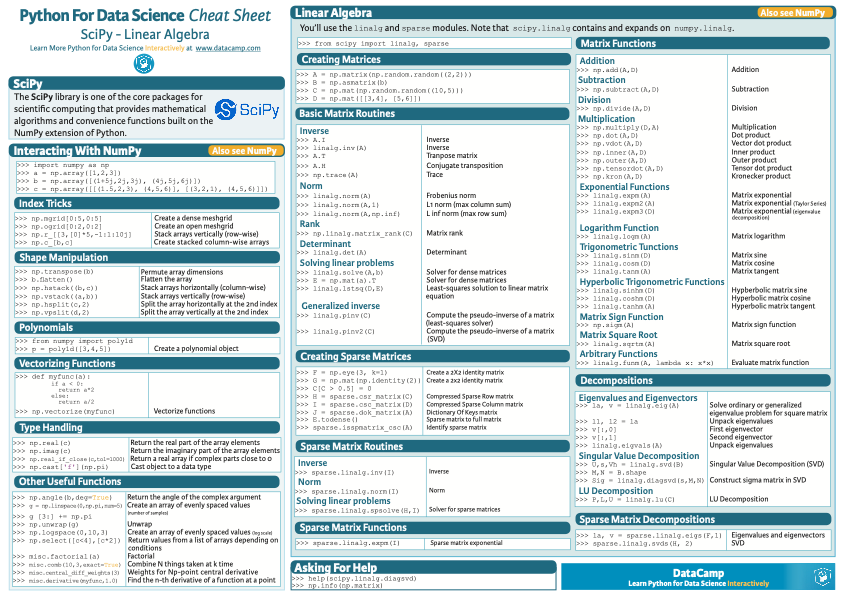 Python For Data Science Cheat Sheet
SciPy - Linear Algebra
Learn More Python for Data Science Interactively at www.datacamp.com
SciPy
The SciPy library is one of the core packages for
scientific computing that provides mathematical
algorithms and convenience functions built on the
NumPy extension of Python.
SciPy
Interacting With NumPy Also see NumPy
>>> import numpy as np
>>> a = np.array([1,2,3])
>>> b = np.array([(1+5j,2j,3j), (4j,5j,6j)])
>>> c = np.array([[(1.5,2,3), (4,5,6)], [(3,2,1), (4,5,6)]])
Index Tricks
>>> np.mgrid[0:5,0:5] Create a dense meshgrid
>>> np.ogrid[0:2,0:2] Create an open meshgrid
>>> np.r_[[3,[0]*5,-1:1:10j] Stack arrays vertically (row-wise)
>>> np.c_[b,c] Create stacked column-wise arrays
Shape Manipulation
>>> np.transpose(b) Permute array dimensions
>>> b.flatten() Flatten the array
>>> np.hstack((b,c)) Stack arrays horizontally (column-wise)
>>> np.vstack((a,b)) Stack arrays vertically (row-wise)
>>> np.hsplit(c,2) Split the array horizontally at the 2nd index
>>> np.vpslit(d,2) Split the array vertically at the 2nd index
Polynomials
>>> from numpy import poly1d
>>> p = poly1d([3,4,5]) Create a polynomial object
Vectorizing Functions
>>> def myfunc(a):
if a < 0:
return a*2
else:
return a/2
>>> np.vectorize(myfunc) Vectorize functions
Type Handling
>>> np.real(c) Return the real part of the array elements
>>> np.imag(c) Return the imaginary part of the array elements
>>> np.real_if_close(c,tol=1000) Return a real array if complex parts close to 0
>>> np.cast['f'](np.pi) Cast object to a data type
Other Useful Functions
>>> np.angle(b,deg=True) Return the angle of the complex argument
>>> g = np.linspace(0,np.pi,num=5) Create an array of evenly spaced values
(number of samples)
>>> g [3:] += np.pi
>>> np.unwrap(g) Unwrap
>>> np.logspace(0,10,3) Create an array of evenly spaced values (log scale)
>>> np.select([c<4],[c*2]) Return values from a list of arrays depending on
conditions
>>> misc.factorial(a) Factorial
>>> misc.comb(10,3,exact=True) Combine N things taken at k time
>>> misc.central_diff_weights(3) Weights for Np-point central derivative
>>> misc.derivative(myfunc,1.0) Find the n-th derivative of a function at a point
Linear Algebra Also see NumPy
You'll use the linalg and sparse modules. Note that scipy.linalg contains and expands on numpy.linalg.
>>> from scipy import linalg, sparse
Creating Matrices
>>> A = np.matrix(np.random.random((2,2)))
>>> B = np.asmatrix(b)
>>> C = np.mat(np.random.random((10,5)))
>>> D = np.mat([[3,4], [5,6]])
Basic Matrix Routines
Inverse
>>> A.I Inverse
>>> linalg.inv(A) Inverse
>>> A.T Tranpose matrix
>>> A.H Conjugate transposition
>>> np.trace(A) Trace
Norm
>>> linalg.norm(A) Frobenius norm
>>> linalg.norm(A,1) L1 norm (max column sum)
>>> linalg.norm(A,np.inf) L inf norm (max row sum)
Rank
>>> np.linalg.matrix_rank(C) Matrix rank
Determinant
>>> linalg.det(A) Determinant
Solving linear problems
>>> linalg.solve(A,b) Solver for dense matrices
>>> E = np.mat(a).T Solver for dense matrices
>>> linalg.lstsq(D,E) Least-squares solution to linear matrix
equation
Generalized inverse
>>> linalg.pinv(C) Compute the pseudo-inverse of a matrix
(least-squares solver)
>>> linalg.pinv2(C) Compute the pseudo-inverse of a matrix
(SVD)
Creating Sparse Matrices
>>> F = np.eye(3, k=1) Create a 2X2 identity matrix
>>> G = np.mat(np.identity(2)) Create a 2x2 identity matrix
>>> C[C > 0.5] = 0
>>> H = sparse.csr_matrix(C) Compressed Sparse Row matrix
>>> I = sparse.csc_matrix(D) Compressed Sparse Column matrix
>>> J = sparse.dok_matrix(A) Dictionary Of Keys matrix
>>> E.todense() Sparse matrix to full matrix
>>> sparse.isspmatrix_csc(A) Identify sparse matrix
Sparse Matrix Routines
Inverse
>>> sparse.linalg.inv(I) Inverse
Norm
>>> sparse.linalg.norm(I) Norm
Solving linear problems
>>> sparse.linalg.spsolve(H,I) Solver for sparse matrices
Sparse Matrix Functions
>>> sparse.linalg.expm(I) Sparse matrix exponential
Asking For Help
>>> help(scipy.linalg.diagsvd)
>>> np.info(np.matrix)
Matrix Functions
Addition
>>> np.add(A,D) Addition
Subtraction
>>> np.subtract(A,D) Subtraction
Division
>>> np.divide(A,D) Division
Multiplication
>>> np.multiply(D,A) Multiplication
>>> np.dot(A,D) Dot product
>>> np.vdot(A,D) Vector dot product
>>> np.inner(A,D) Inner product
>>> np.outer(A,D) Outer product
>>> np.tensordot(A,D) Tensor dot product
>>> np.kron(A,D) Kronecker product
Exponential Functions
>>> linalg.expm(A) Matrix exponential
>>> linalg.expm2(A) Matrix exponential (Taylor Series)
>>> linalg.expm3(D) Matrix exponential (eigenvalue
decomposition)
Logarithm Function
>>> linalg.logm(A) Matrix logarithm
Trigonometric Tunctions
>>> linalg.sinm(D) Matrix sine
>>> linalg.cosm(D) Matrix cosine
>>> linalg.tanm(A) Matrix tangent
Hyperbolic Trigonometric Functions
>>> linalg.sinhm(D) Hypberbolic matrix sine
>>> linalg.coshm(D) Hyperbolic matrix cosine
>>> linalg.tanhm(A) Hyperbolic matrix tangent
Matrix Sign Function
>>> np.sigm(A) Matrix sign function
Matrix Square Root
>>> linalg.sqrtm(A) Matrix square root
Arbitrary Functions
>>> linalg.funm(A, lambda x: x*x) Evaluate matrix function
Decompositions
Eigenvalues and Eigenvectors
>>> la, v = linalg.eig(A) Solve ordinary or generalized
eigenvalue problem for square matrix
>>> l1, l2 = la Unpack eigenvalues
>>> v[:,0] First eigenvector
>>> v[:,1] Second eigenvector
>>> linalg.eigvals(A) Unpack eigenvalues
Singular Value Decomposition
>>> U,s,Vh = linalg.svd(B) Singular Value Decomposition (SVD)
>>> M,N = B.shape
>>> Sig = linalg.diagsvd(s,M,N) Construct sigma matrix in SVD
LU Decomposition
>>> P,L,U = linalg.lu(C) LU Decomposition
Sparse Matrix Decompositions
>>> la, v = sparse.linalg.eigs(F,1) Eigenvalues and eigenvectors
>>> sparse.linalg.svds(H, 2) SVD
DataCamp
Learn Python for Data Science Interactively